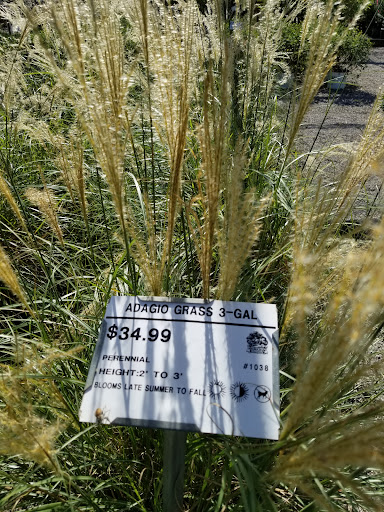 ADAGIO GRASS 3-GAL
$34.99
PERENNIAL
#1038
HEIGHT:2' TO 3'
BLOOMS LATE SUMMER TO FALL